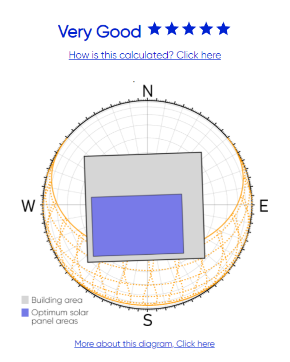 Very Good ★★★★★
How is this calculated? Click here
N
W
E
Building area
Optimum solar
panel areas
S
More about this diagram, Click here